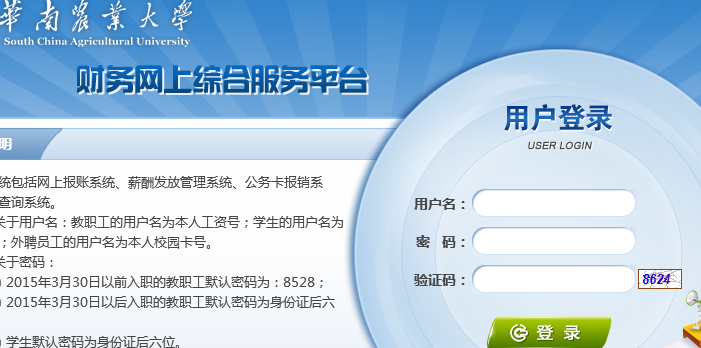 華南農業大學
South China Agricultural University
财务网上综合服务平台
明
用户登录
USER LOGIN
统包括网上报账系统、薪酬发放管理系统、公务卡报销系
查询系统。
关于用户名：教职工的用户名为本人工资号；学生的用户名为
；外聘员工的用户名为本人校园卡号。
关于密码：
) 2015年3月30日以前入职的教职工默认密码为：8528；
) 2015年3月30日以后入职的教职工默认密码为身份证后六
) 学生默认密码为身份证后六位。
用户名：
密 码：
验证码：
8624
登 录